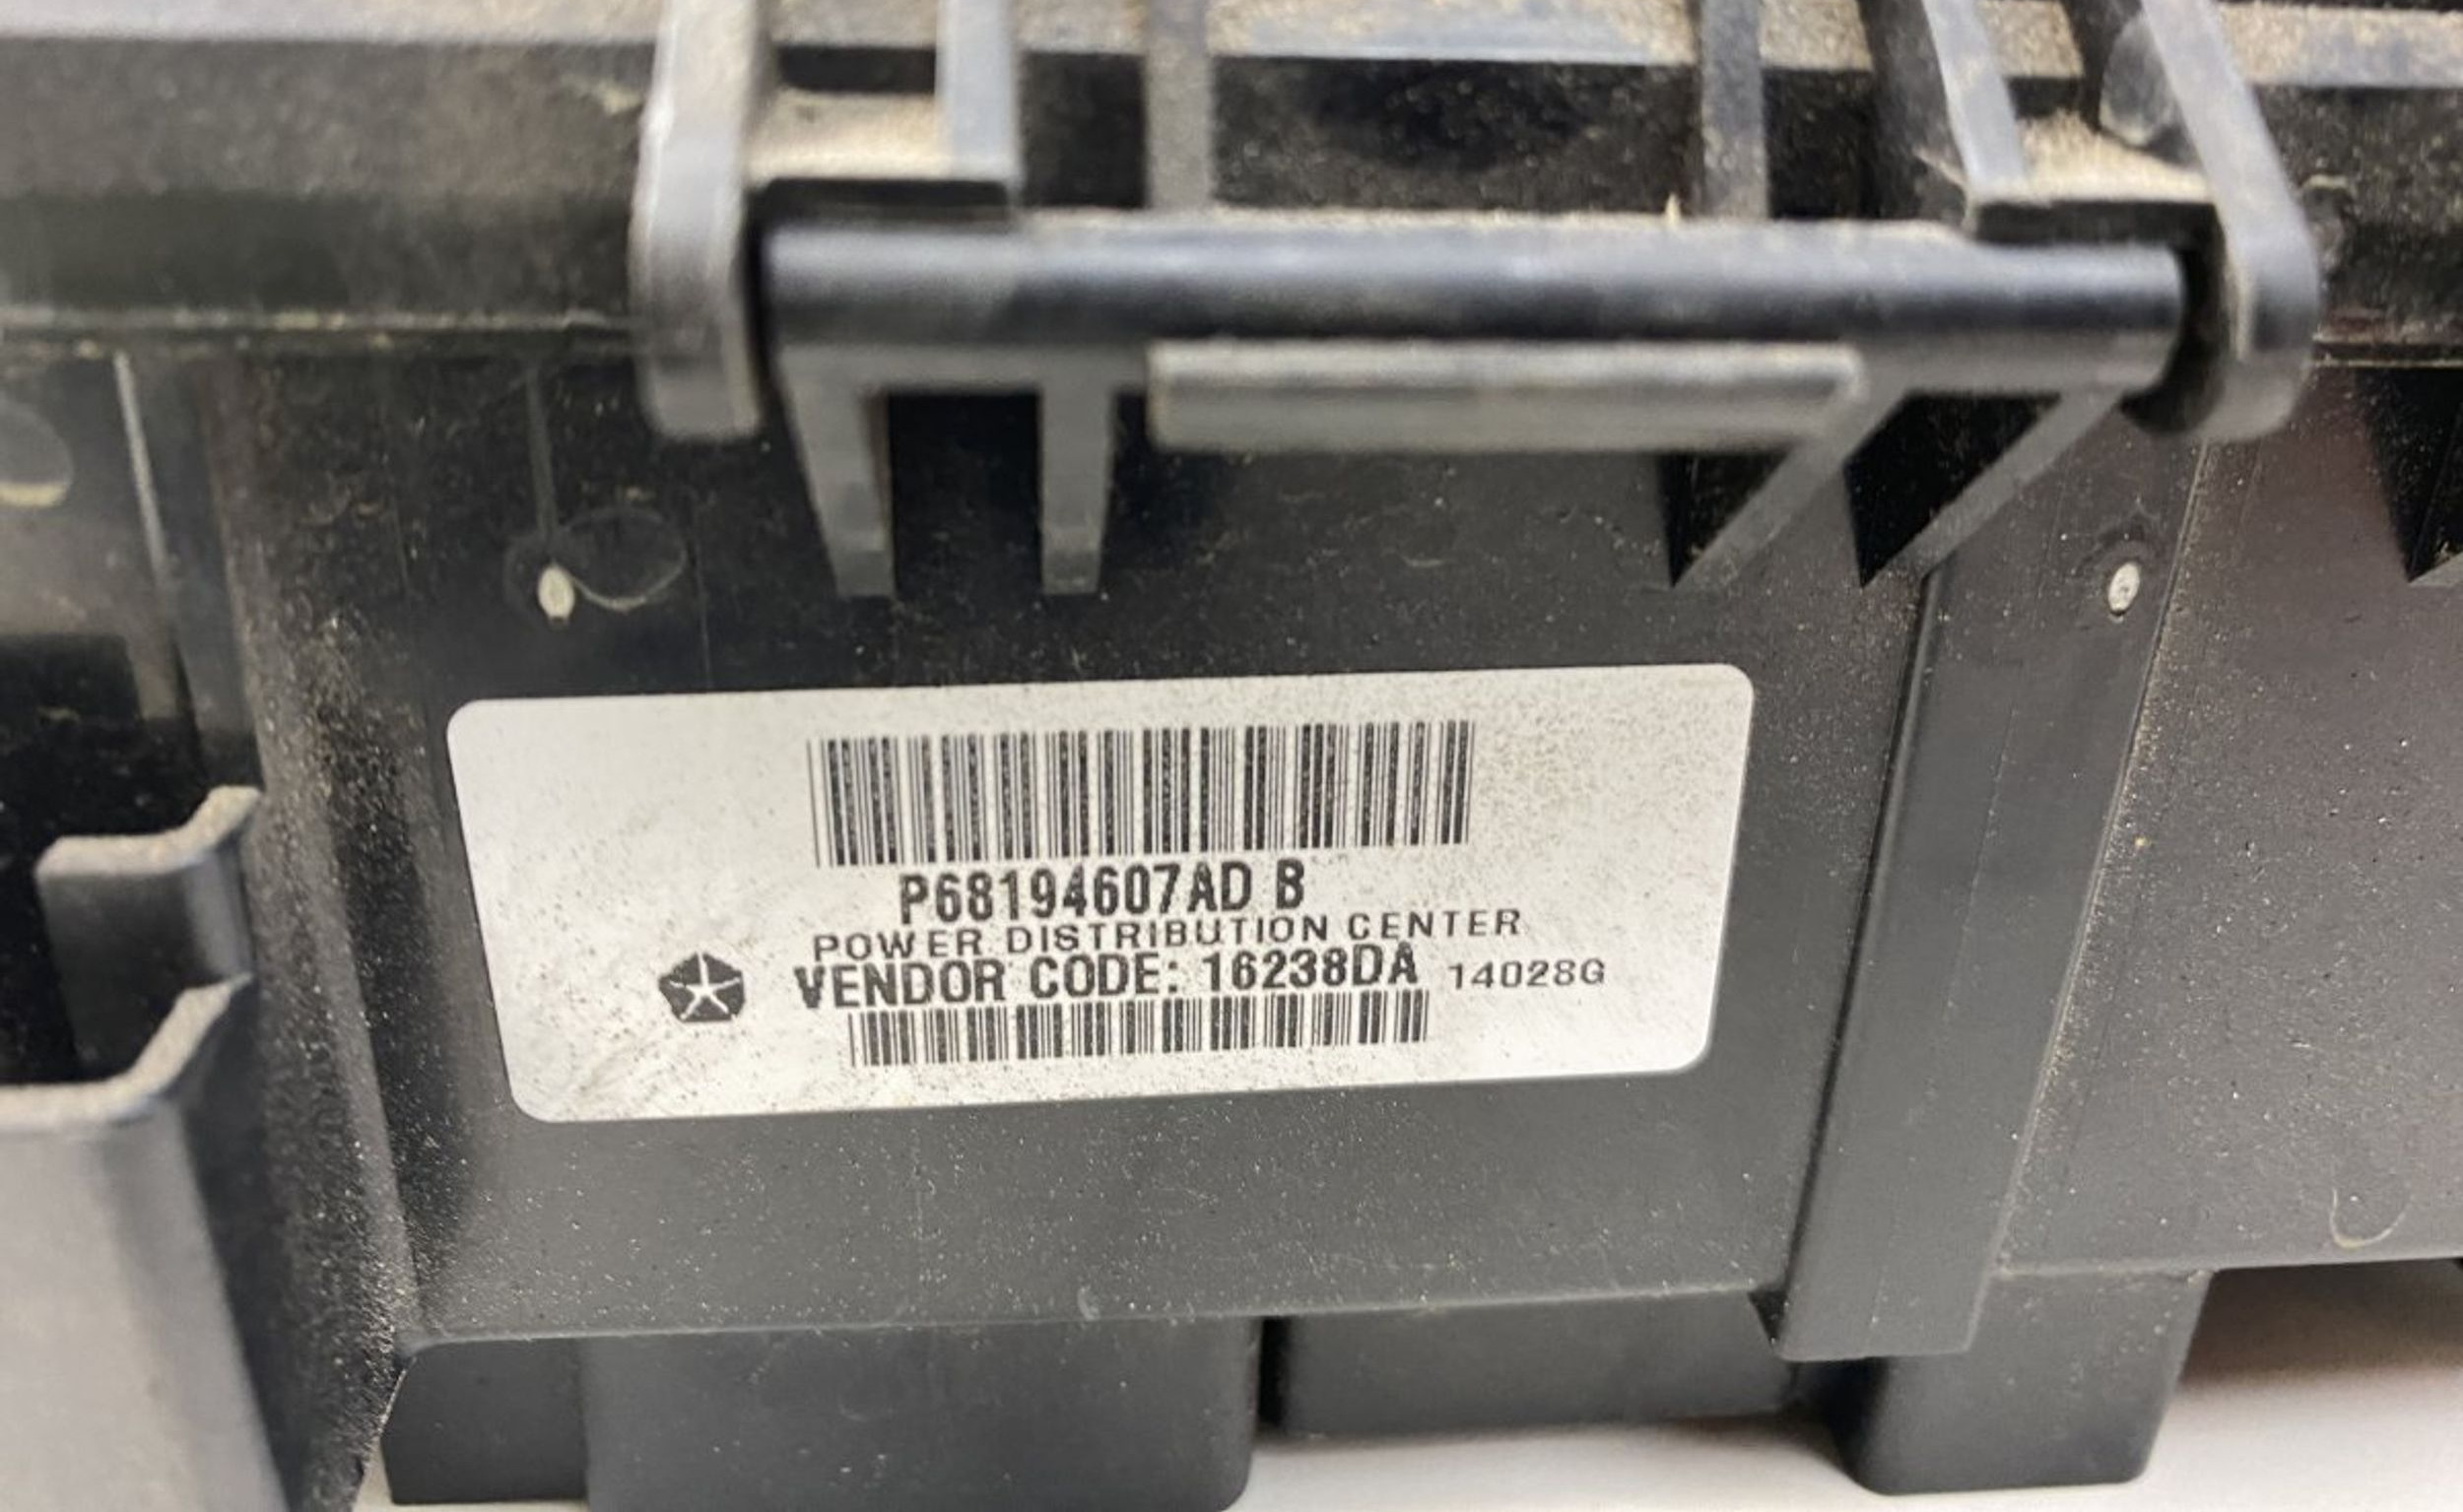 P68194607AD B
POWER DISTRIBUTION CENTER
VENDOR CODE: 16238DA 14028G